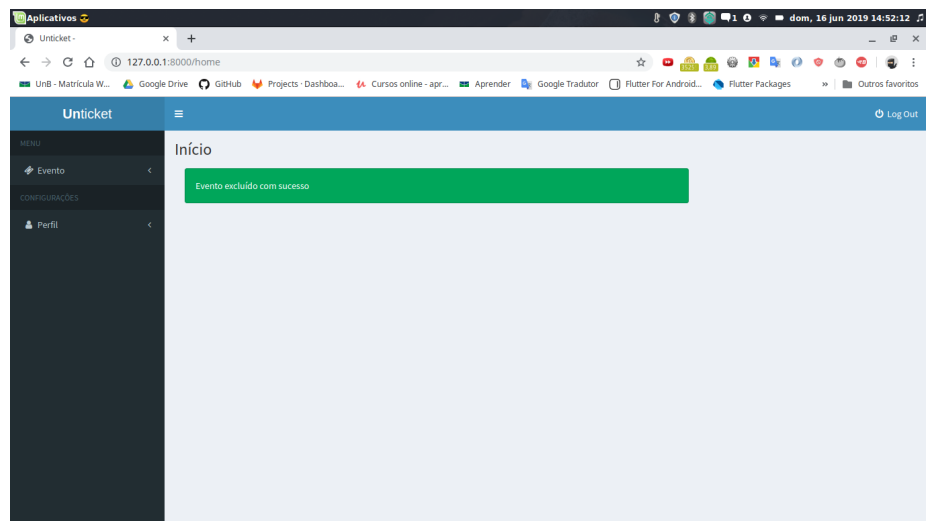 Aplicativos
1 dom, 16 jun 2019 14:52:12
Unticket -
127.0.0.1:8000/home
UnB - Matrícula W... Google Drive GitHub Projects · Dashboa... Cursos online - apr... Aprender Google Tradutor Flutter For Android... Flutter Packages » Outros favoritos
Unticket
Log Out
MENU
Início
Evento
Evento excluído com sucesso
CONFIGURAÇÕES
Perfil